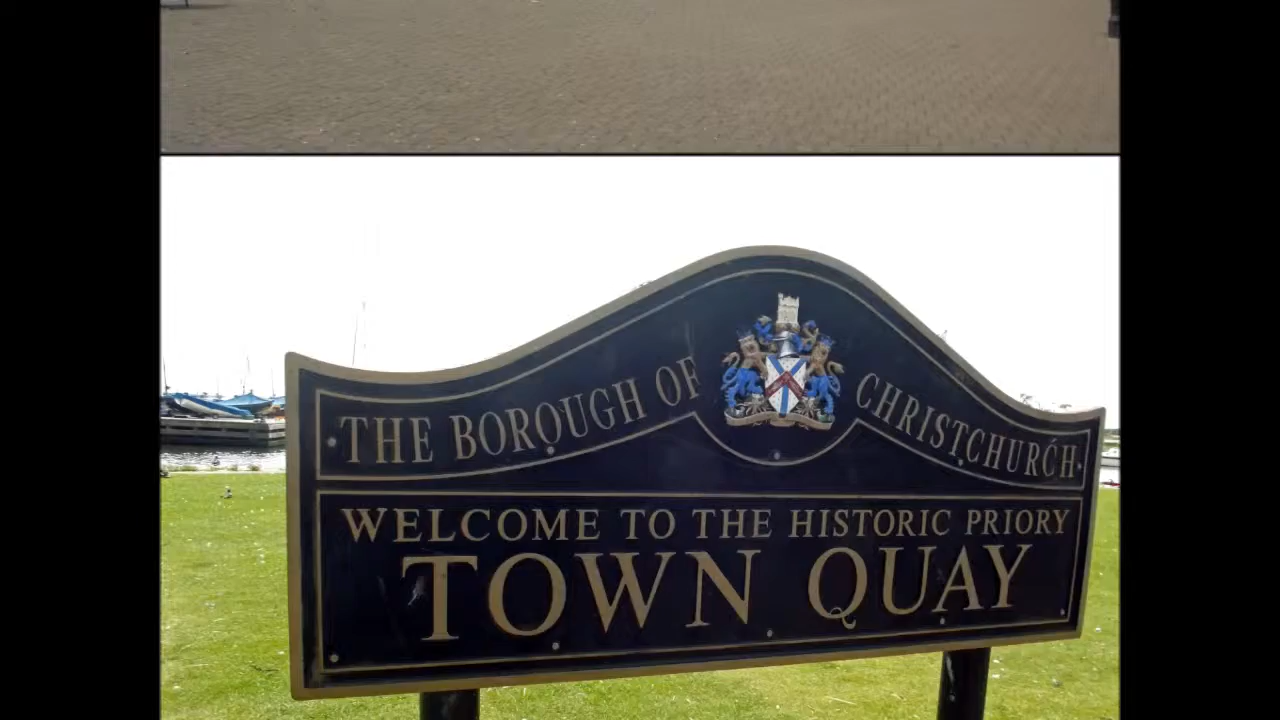 THE BOROUGH OF CHRISTCHURCH
WELCOME TO THE HISTORIC PRIORY
TOWN QUAY